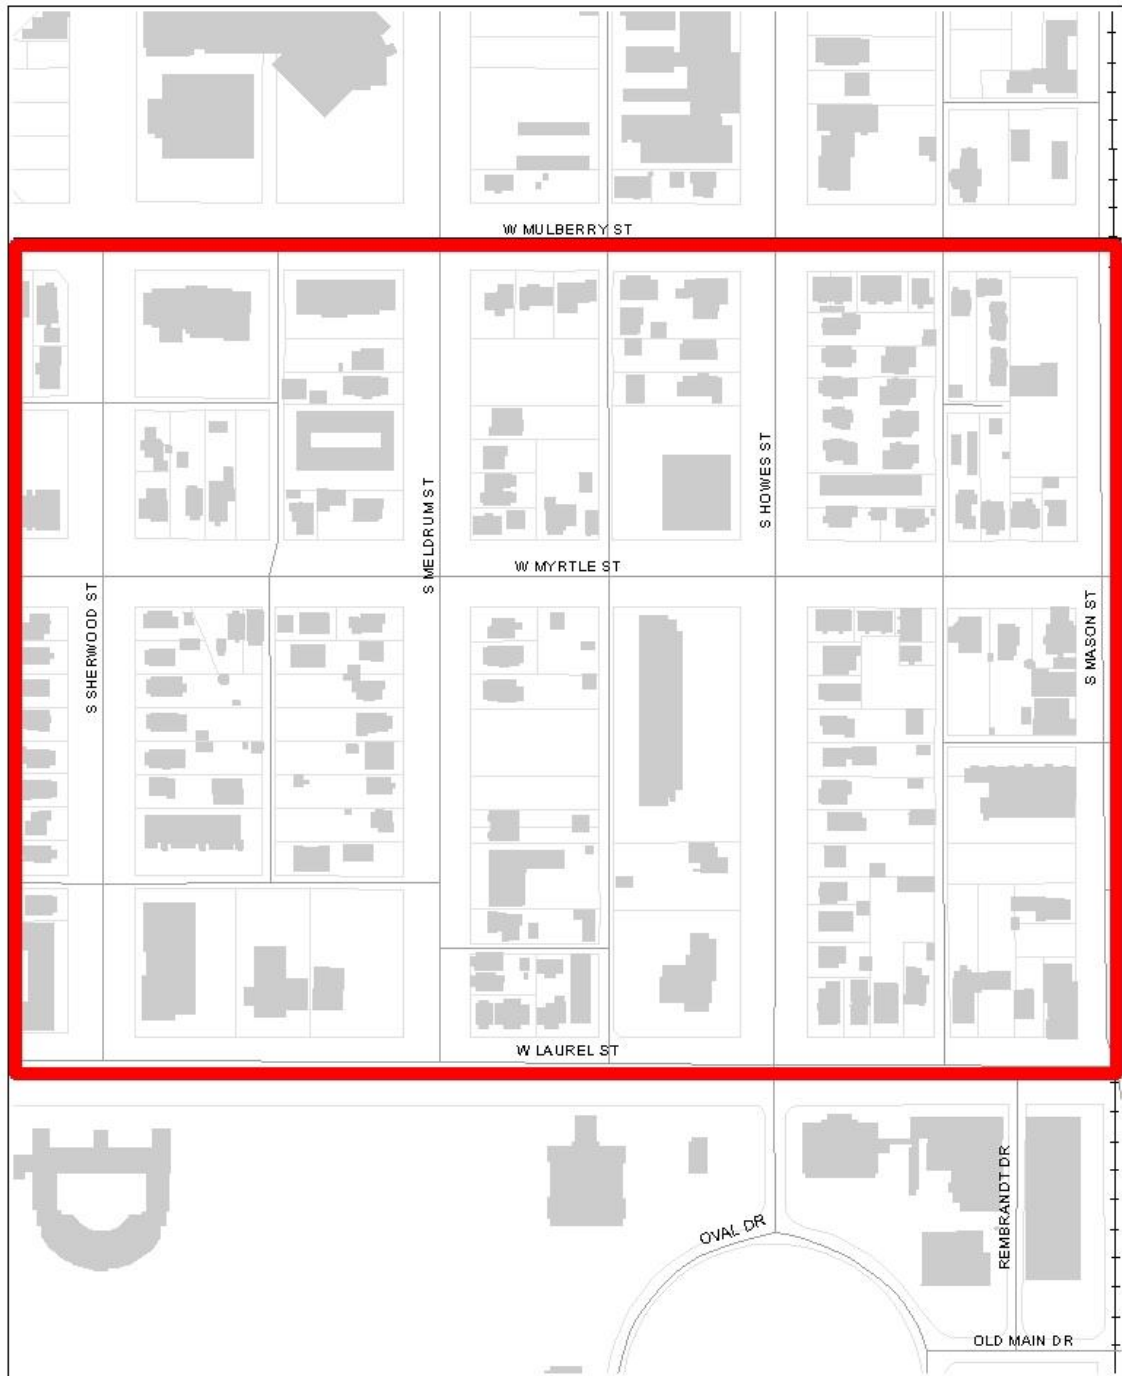 W MULBERRY ST
S HOWES ST
S MELDRUM ST
W MYRTLE ST
S SHERWOOD ST
S MASON ST
W LAUREL ST
OVAL DR
REMBRANDT DR
OLD MAIN DR